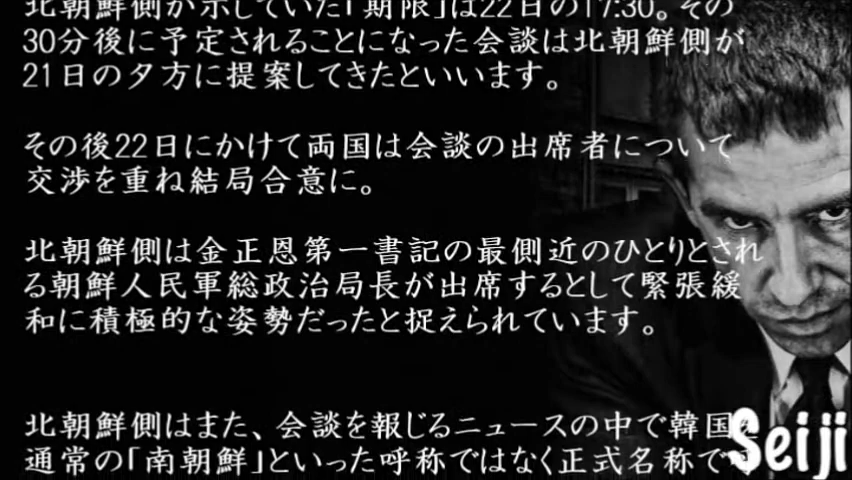 北朝鮮側が示していた「期限」は22日の17:30。その
30分後に予定されることになった会談は北朝鮮側が
21日の夕方に提案してきたといいます。
その後22日にかけて両国は会談の出席者について
交渉を重ね結局合意に。
北朝鮮側は金正恩第一書記の最側近のひとりとされ
る朝鮮人民軍総政治局長が出席するとして緊張緩
和に積極的な姿勢だったと捉えられています。
北朝鮮側はまた、会談を報じるニュースの中で韓国
通常の「南朝鮮」といった呼称ではなく正式名称で
Seiji